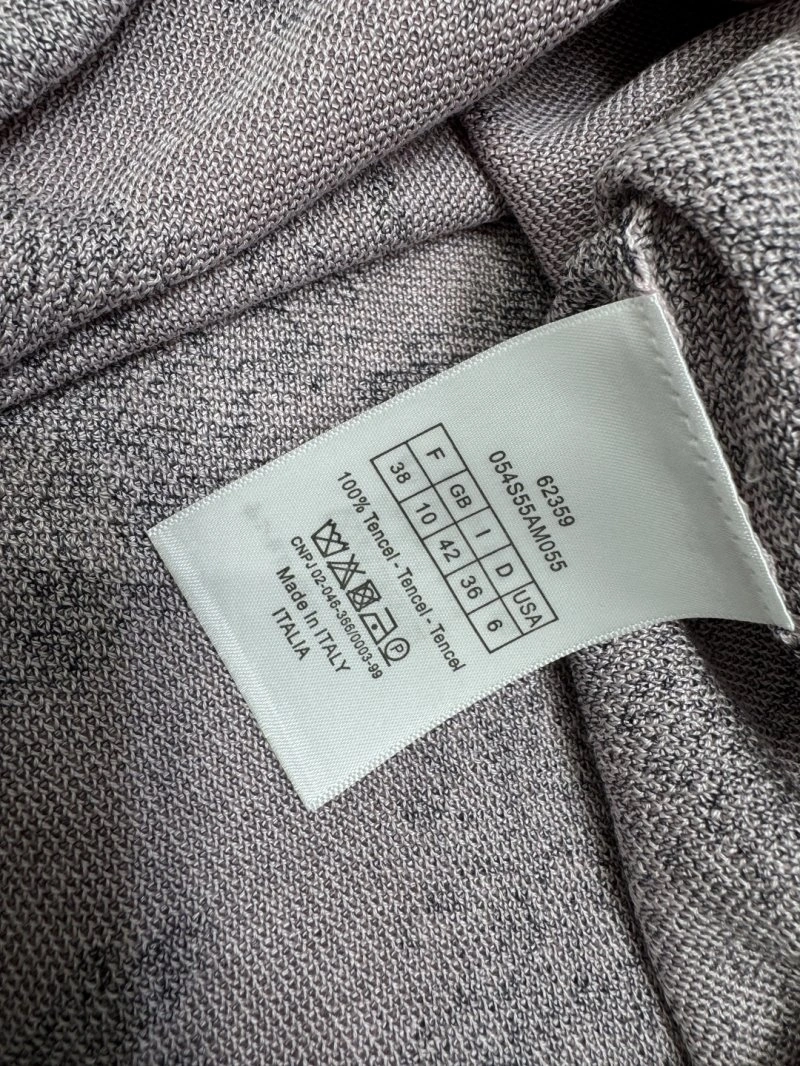 62359
054S55AM055
F GB I D USA
38 10 42 36 6
100% Tencel - Tencel - Tencel
P
CNPJ 02-046-366/0003-99
Made In ITALY
ITALIA